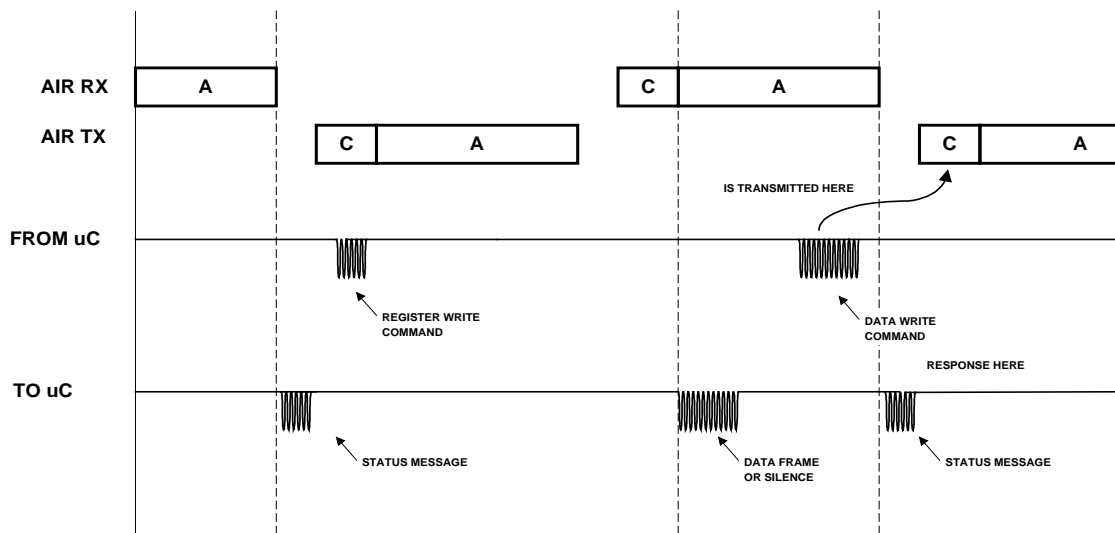 AIR RX
A
C
A
AIR TX
C
A
C
A
IS TRANSMITTED HERE
FROM uC
REGISTER WRITE
COMMAND
DATA WRITE
COMMAND
RESPONSE HERE
TO uC
STATUS MESSAGE
DATA FRAME
OR SILENCE
STATUS MESSAGE